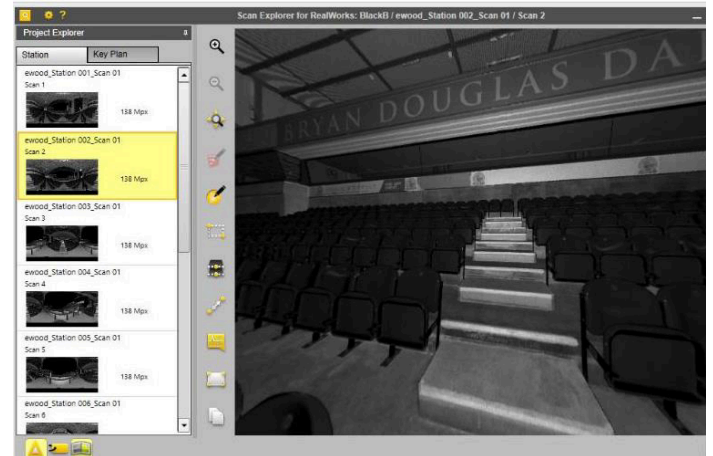 Scan Explorer for RealWorks: BlackB / ewood_Station 002_Scan 01 / Scan 2
Project Explorer
Station
Key Plan
ewood_Station 001_Scan 01
Scan 1
138 Mpx
ewood_Station 002_Scan 01
Scan 2
138 Mpx
ewood_Station 003_Scan 01
Scan 3
138 Mpx
ewood_Station 004_Scan 01
Scan 4
138 Mpx
ewood_Station 005_Scan 01
Scan 5
138 Mpx
ewood_Station 006_Scan 01
Scan 6
BRYAN DOUGLAS DA